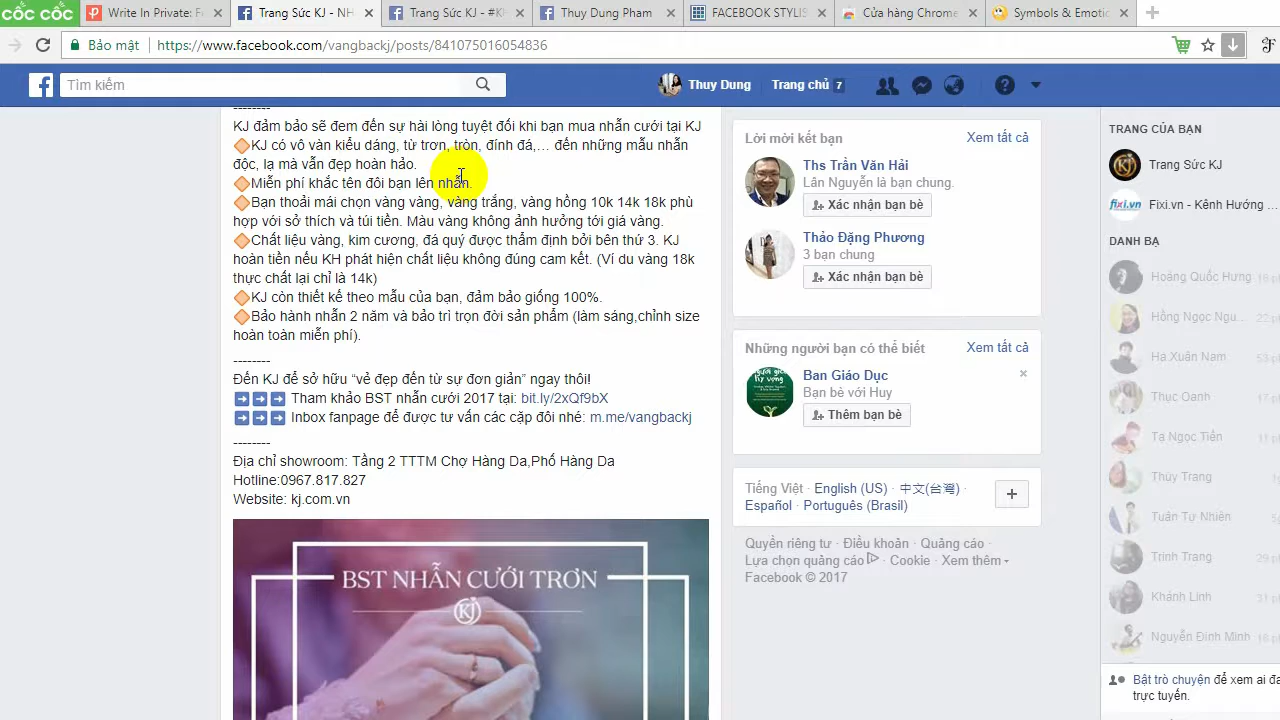 cốc cốc
Write In Private: F
Trang Sức KJ - NH
Trang Sức KJ - #KH
Thuy Dung Pham
FACEBOOK STYLIS
Cửa hàng Chrome
Symbols & Emotic
Bảo mật
https://www.facebook.com/vangbackj/posts/841075016054836
Tìm kiếm
Thuy Dung
Trang chủ 7
--------
KJ đảm bảo sẽ đem đến sự hài lòng tuyệt đối khi bạn mua nhẫn cưới tại KJ
🔶KJ có vô vàn kiểu dáng, từ trơn, tròn, đính đá,… đến những mẫu nhẫn
độc, lạ mà vẫn đẹp hoàn hảo.
🔶Miễn phí khắc tên đôi bạn lên nhẫn.
🔶Bạn thoải mái chọn vàng vàng, vàng trắng, vàng hồng 10k 14k 18k phù
hợp với sở thích và túi tiền. Màu vàng không ảnh hưởng tới giá vàng.
🔶Chất liệu vàng, kim cương, đá quý được thẩm định bởi bên thứ 3. KJ
hoàn tiền nếu KH phát hiện chất liệu không đúng cam kết. (Ví du vàng 18k
thực chất lại chỉ là 14k)
🔶KJ còn thiết kế theo mẫu của bạn, đảm bảo giống 100%.
🔶Bảo hành nhẫn 2 năm và bảo trì trọn đời sản phẩm (làm sáng,chỉnh size
hoàn toàn miễn phí).
--------
Đến KJ để sở hữu “vẻ đẹp đến từ sự đơn giản” ngay thôi!
➡➡➡ Tham khảo BST nhẫn cưới 2017 tại: bit.ly/2xQf9bX
➡➡➡ Inbox fanpage để được tư vấn các cặp đôi nhé: m.me/vangbackj
--------
Địa chỉ showroom: Tầng 2 TTTM Chợ Hàng Da,Phố Hàng Da
Hotline:0967.817.827
Website: kj.com.vn
BST NHẪN CƯỚI TRƠN
KJ
Lời mời kết bạn
Xem tất cả
Ths Trần Văn Hải
Lân Nguyễn là bạn chung.
Xác nhận bạn bè
Thảo Đặng Phương
3 bạn chung
Xác nhận bạn bè
Những người bạn có thể biết
Xem tất cả
Ban Giáo Dục
Bạn bè với Huy
Thêm bạn bè
Tiếng Việt · English (US) · 中文(台灣) ·
Español · Português (Brasil)
Quyền riêng tư · Điều khoản · Quảng cáo ·
Lựa chọn quảng cáo · Cookie · Xem thêm
Facebook © 2017
TRANG CỦA BẠN
Trang Sức KJ
Fixi.vn - Kênh Hướng ...
DANH BẠ
Hoàng Quốc Hưng
Hồng Ngọc Ngu...
Hạ Xuân Nam
Thục Oanh
Tạ Ngọc Tiến
Thùy Trang
Tuấn Tự Nhiên
Trinh Trang
Khánh Linh
Nguyễn Đình Minh
Bật trò chuyện để xem ai đa
trực tuyến.